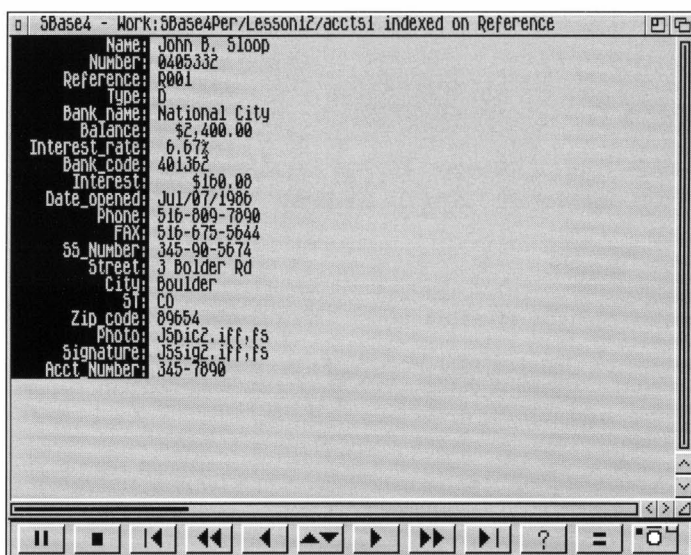 SBase4 - Work:SBase4Per/Lesson12/accts1 indexed on Reference
Name: John B. Sloop
Number: 0405332
Reference: R001
Type: D
Bank_name: National City
Balance: $2,400.00
Interest_rate: 6.67%
Bank_code: 401362
Interest: $160.08
Date_opened: Jul/07/1986
Phone: 516-809-7890
FAX: 516-675-5644
SS_Number: 345-90-5674
Street: 3 Bolder Rd
City: Boulder
ST: CO
Zip_code: 89654
Photo: JSpic2.iff,fs
Signature: JSsig2.iff,fs
Acct_Number: 345-7890
? =